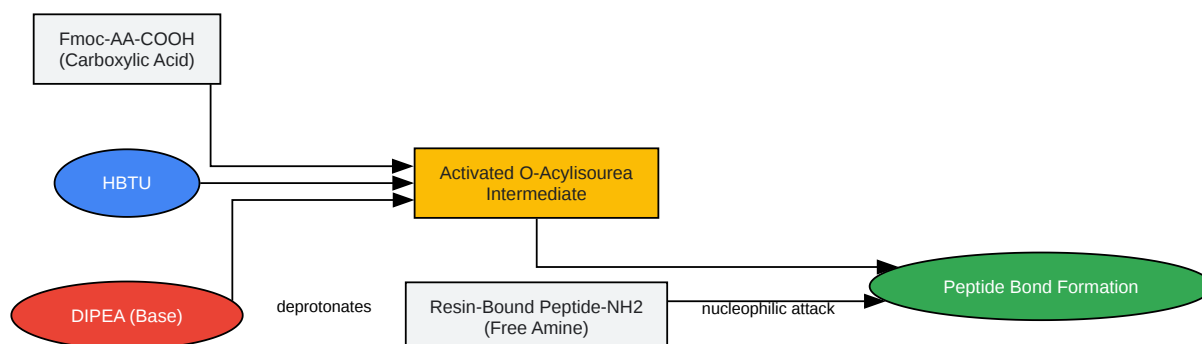 Fmoc-AA-COOH
(Carboxylic Acid)
HBTU
Activated O-Acylisourea
Intermediate
DIPEA (Base)
deprotonates
Resin-Bound Peptide-NH2
(Free Amine)
nucleophilic attack
Peptide Bond Formation